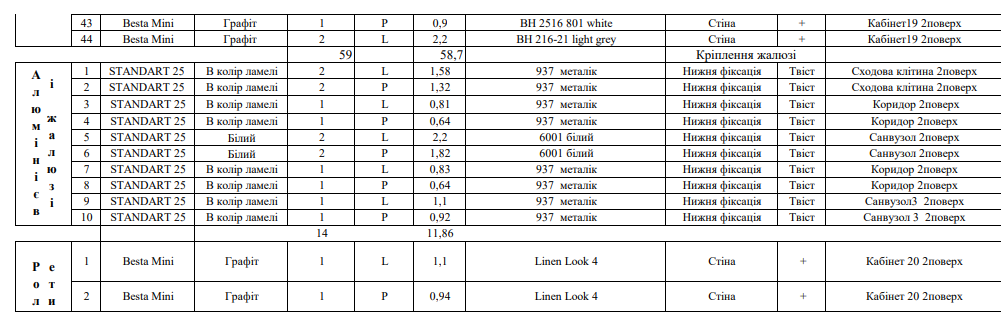 43 Besta Mini Графіт 1 Р 0,9 BH 2516 801 white Стіна + Кабінет19 2поверх
44 Besta Mini Графіт 2 L 2,2 BH 216-21 light grey Стіна + Кабінет19 2поверх
59 58,7 Кріплення жалюзі
Алюмінієві жалюзі
1 STANDART 25 В колір ламелі 2 L 1,58 937 металік Нижня фіксація Твіст Сходова клітина 2поверх
2 STANDART 25 В колір ламелі 2 Р 1,32 937 металік Нижня фіксація Твіст Сходова клітина 2поверх
3 STANDART 25 В колір ламелі 1 L 0,81 937 металік Нижня фіксація Твіст Коридор 2поверх
4 STANDART 25 В колір ламелі 1 Р 0,64 937 металік Нижня фіксація Твіст Коридор 2поверх
5 STANDART 25 Білий 2 L 2,2 6001 білий Нижня фіксація Твіст Санвузол 2поверх
6 STANDART 25 Білий 2 Р 1,82 6001 білий Нижня фіксація Твіст Санвузол 2поверх
7 STANDART 25 В колір ламелі 1 L 0,83 937 металік Нижня фіксація Твіст Коридор 2поверх
8 STANDART 25 В колір ламелі 1 Р 0,64 937 металік Нижня фіксація Твіст Коридор 2поверх
9 STANDART 25 В колір ламелі 1 L 1,1 937 металік Нижня фіксація Твіст Санвузол3 2поверх
10 STANDART 25 В колір ламелі 1 Р 0,92 937 металік Нижня фіксація Твіст Санвузол 3 2поверх
14 11,86
Ролети
1 Besta Mini Графіт 1 L 1,1 Linen Look 4 Стіна + Кабінет 20 2поверх
2 Besta Mini Графіт 1 Р 0,94 Linen Look 4 Стіна + Кабінет 20 2поверх